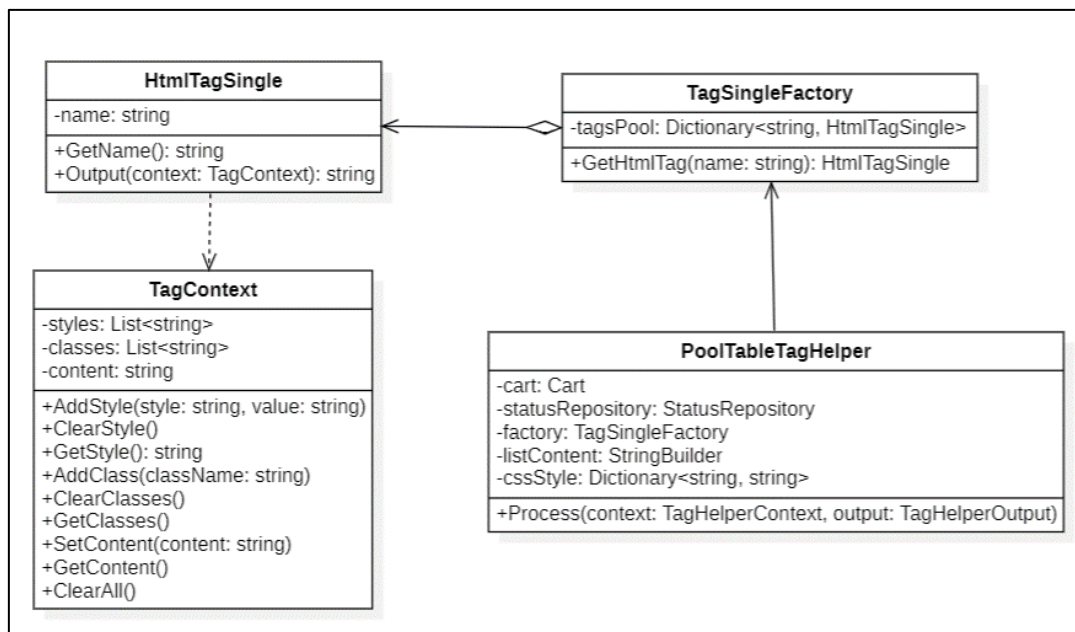 HtmlTagSingle
-name: string
+GetName(): string
+Output(context: TagContext): string
TagSingleFactory
-tagsPool: Dictionary<string, HtmlTagSingle>
+GetHtmlTag(name: string): HtmlTagSingle
TagContext
-styles: List<string>
-classes: List<string>
-content: string
+AddStyle(style: string, value: string)
+ClearStyle()
+GetStyle(): string
+AddClass(className: string)
+ClearClasses()
+GetClasses()
+SetContent(content: string)
+GetContent()
+ClearAll()
PoolTableTagHelper
-cart: Cart
-statusRepository: StatusRepository
-factory: TagSingleFactory
-listContent: StringBuilder
-cssStyle: Dictionary<string, string>
+Process(context: TagHelperContext, output: TagHelperOutput)